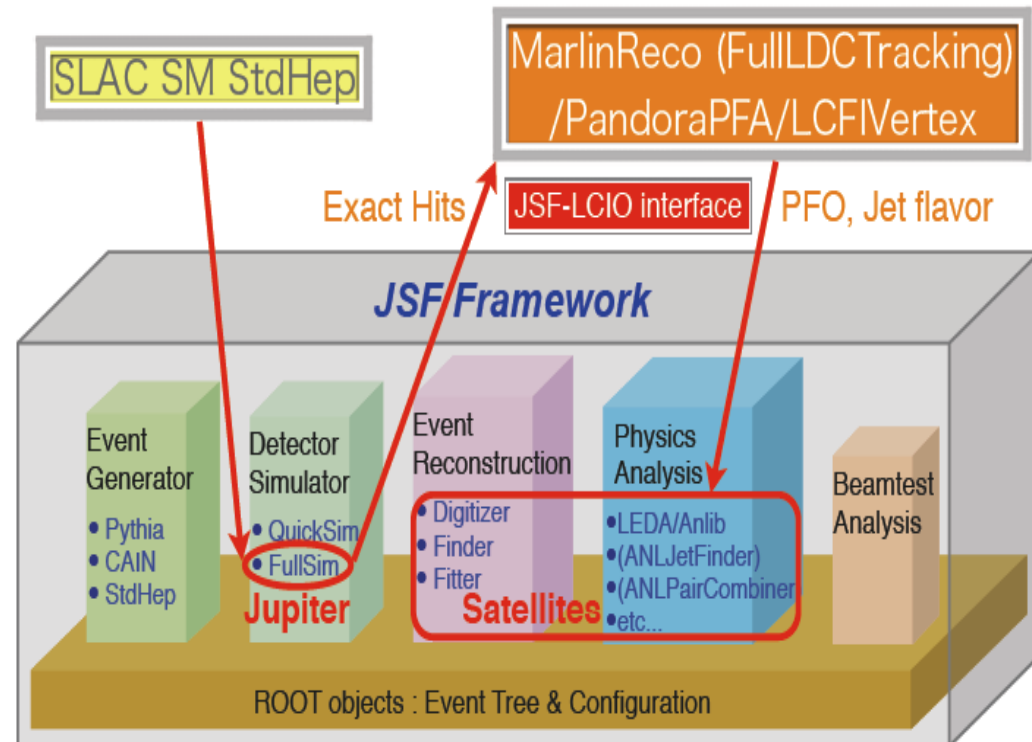 SLAC SM StdHep
MarlinReco (FullLDCTracking)
/PandoraPFA/LCFIVertex
Exact Hits
JSF-LCIO interface
PFO, Jet flavor
JSF Framework
Event
Generator
• Pythia
• CAIN
• StdHep
Detector
Simulator
• QuickSim
• FullSim
Jupiter
Event
Reconstruction
• Digitizer
• Finder
• Fitter
Satellites
Physics
Analysis
•LEDA/Anlib
•(ANLJetFinder)
•(ANLPairCombiner
•etc...
Beamtest
Analysis
ROOT objects : Event Tree & Configuration